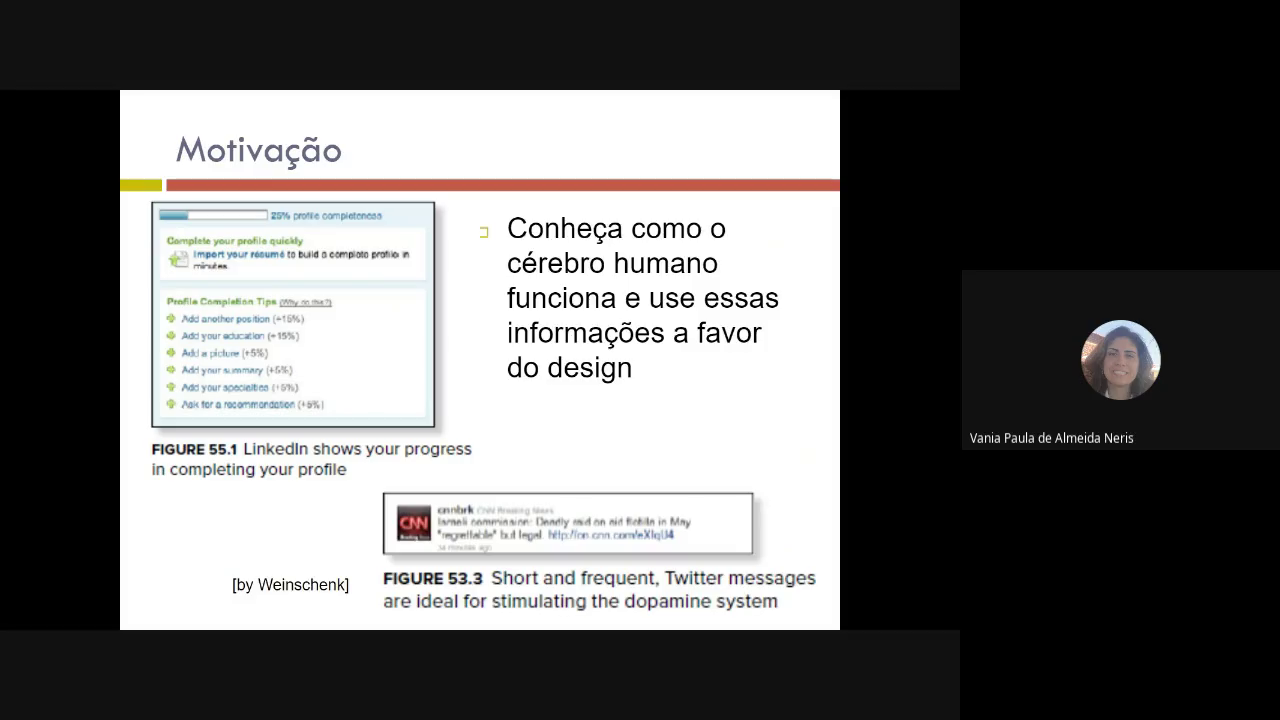 Motivação
25% profile completeness
Complete your profile quickly
Import your résumé to build a complete profile in
minutes.
Profile Completion Tips (Why do this?)
Add another position (+15%)
Add your education (+15%)
Add a picture (+5%)
Add your summary (+5%)
Add your specialties (+5%)
Ask for a recommendation (+5%)
FIGURE 55.1 LinkedIn shows your progress
in completing your profile
Conheça como o
cérebro humano
funciona e use essas
informações a favor
do design
CNN
cnnbrk CNN Breaking News
Israeli commission: Deadly raid on aid flotilla in May
"regrettable" but legal. http://on.cnn.com/eXIqU4
34 minutes ago
[by Weinschenk]
FIGURE 53.3 Short and frequent, Twitter messages
are ideal for stimulating the dopamine system
Vania Paula de Almeida Neris